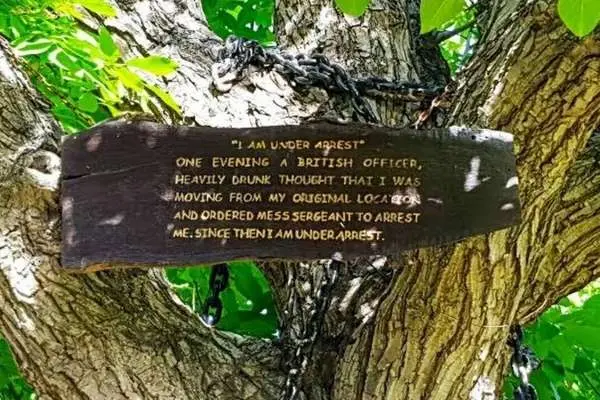 "I AM UNDER ARREST"
ONE EVENING A BRITISH OFFICER,
HEAVILY DRUNK THOUGHT THAT I WAS
MOVING FROM MY ORIGINAL LOCATION
AND ORDERED MESS SERGEANT TO ARREST
ME. SINCE THEN I AM UNDER ARREST.